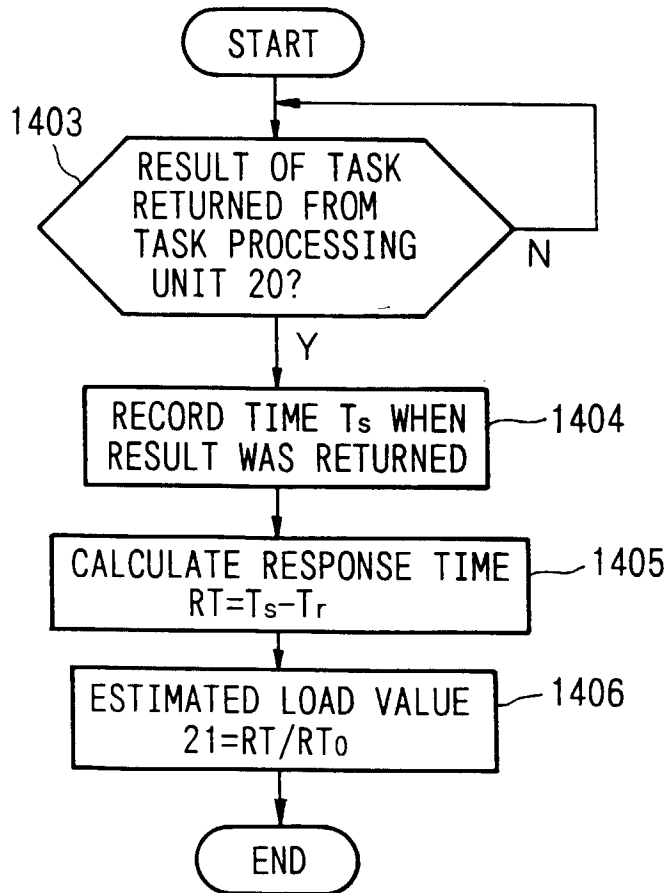 START
1403
RESULT OF TASK
RETURNED FROM
TASK PROCESSING
UNIT 20?
N
Y
RECORD TIME Ts WHEN
RESULT WAS RETURNED
1404
CALCULATE RESPONSE TIME
RT=Ts-Tr
1405
ESTIMATED LOAD VALUE
21=RT/RT0
1406
END